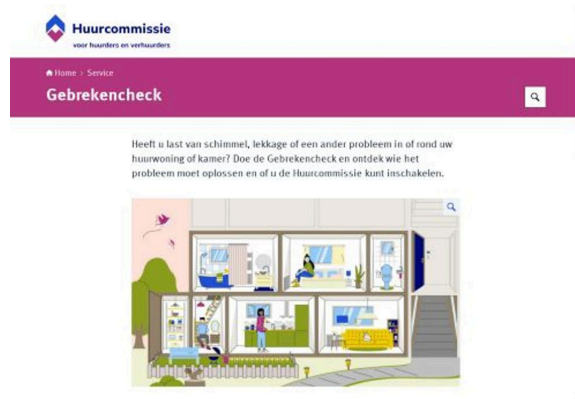 Huurcommissie
voor huurders en verhuurders
Home › Service
Gebrekencheck
Heeft u last van schimmel, lekkage of een ander probleem in of rond uw
huurwoning of kamer? Doe de Gebrekencheck en ontdek wie het
probleem moet oplossen en of u de Huurcommissie kunt inschakelen.